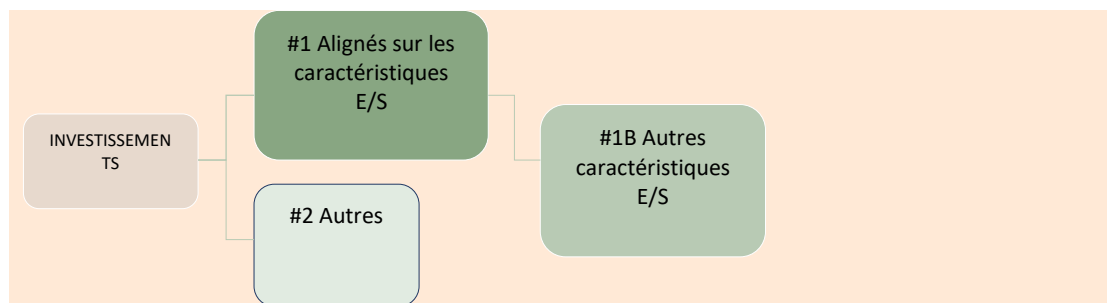 #1 Alignés sur les
caractéristiques
E/S
INVESTISSEMEN
TS
#1B Autres
caractéristiques
E/S
#2 Autres